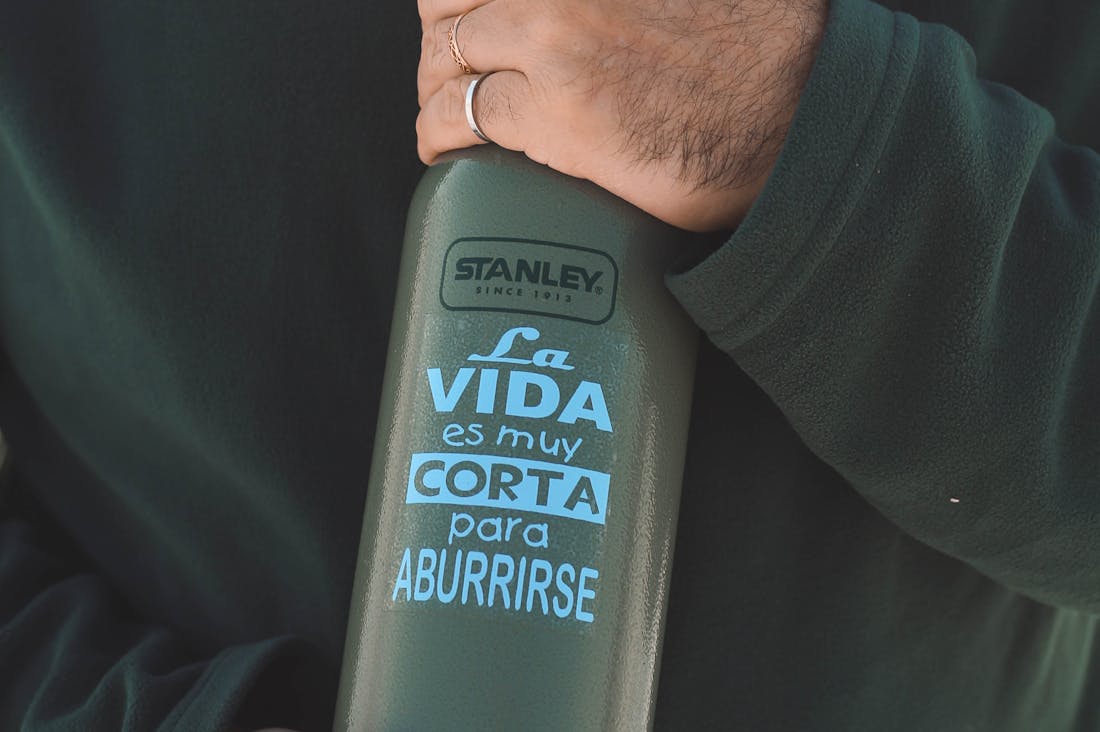 STANLEY®
SINCE 1913
La
VIDA
es muy
CORTA
para
ABURRIRSE